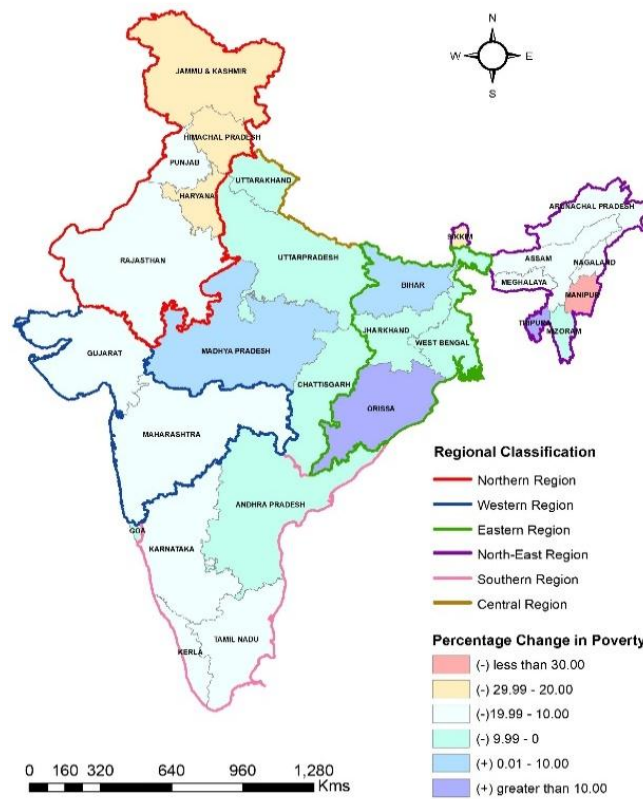 N
W E
S
JAMMU & KASHMIR
HIMACHAL PRADESH
PUNJAB
UTTARAKHAND
HARYANA
ARUNACHAL PRADESH
SIKKIM
RAJASTHAN
UTTARPRADESH
ASSAM
NAGALAND
BIHAR
MEGHALAYA
MANIPUR
TRIPURA
MIZORAM
JHARKHAND
GUJARAT
MADHYA PRADESH
WEST BENGAL
CHATTISGARH
ORISSA
MAHARASHTRA
ANDHRA PRADESH
GOA
KARNATAKA
TAMIL NADU
KERLA
Regional Classification
Northern Region
Western Region
Eastern Region
North-East Region
Southern Region
Central Region
Percentage Change in Poverty
(-) less than 30.00
(-) 29.99 - 20.00
(-)19.99 - 10.00
(-) 9.99 - 0
(+) 0.01 - 10.00
(+) greater than 10.00
0 160 320 640 960 1,280
Kms